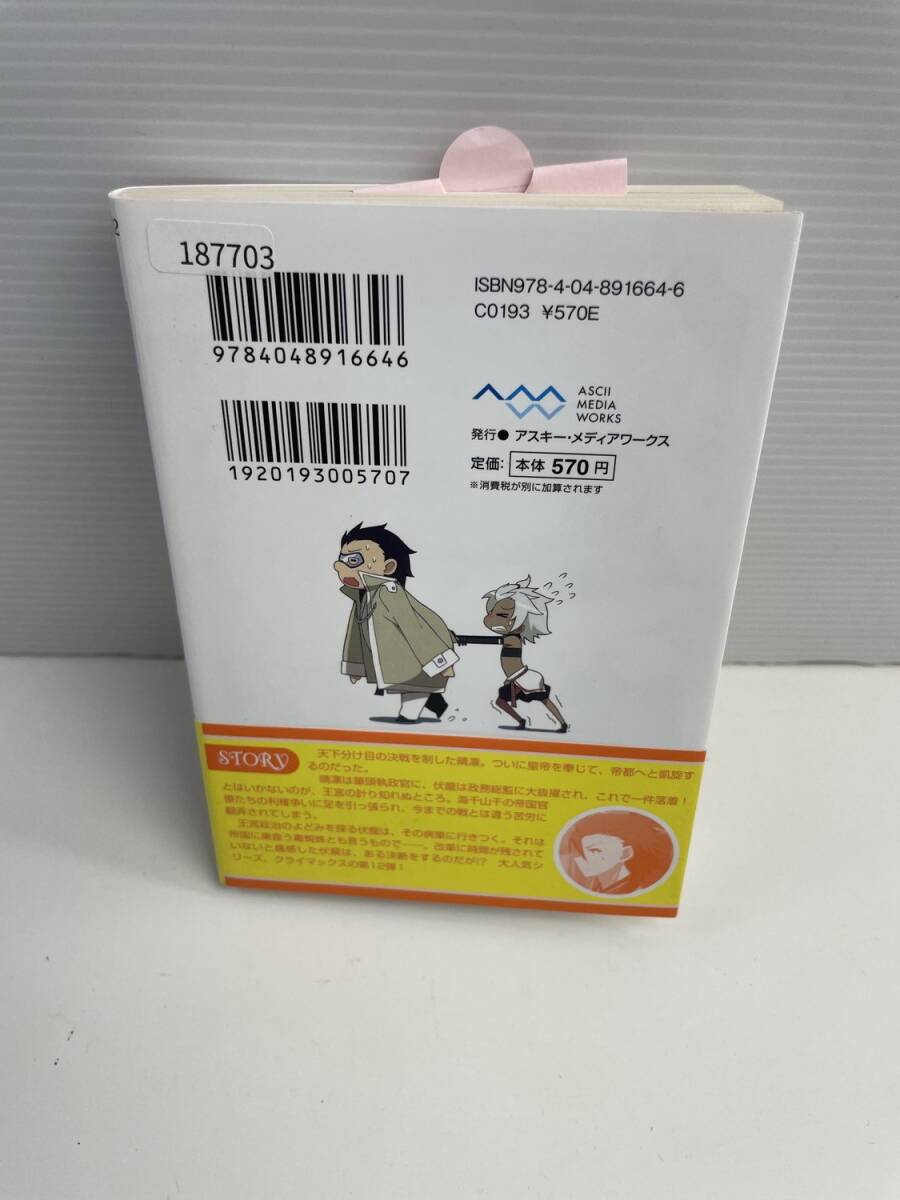 2
187703
9784048916646
1920193005707
ISBN978-4-04-891664-6
C0193 ¥570E
ASCII
MEDIA
WORKS
発行●アスキー・メディアワークス
定価：本体570円
※消費税が別に加算されます
STORY
天下分け目の決戦を制した晴凛。ついに皇帝を奉じて、帝都へと凱旋す
るのだった。
晴凛は筆頭執政官に、伏龍は政務総監に大抜擢され、これで一件落着！
とはいかないのが、王宮の計り知れぬところ。海千山千の帝国官
僚たちの利権争いに足を引っ張られ、今までの戦とは違う苦労に
翻弄されてしまう。
王宮政治のよどみを探る伏龍は、その病巣に行きつく。それは
帝国に巣食う毒蜘蛛とも言うもので――。改革に時間が残されて
いないと痛感した伏龍は、ある決断をするのだが!? 大人気シ
リーズ、クライマックスの第12弾！